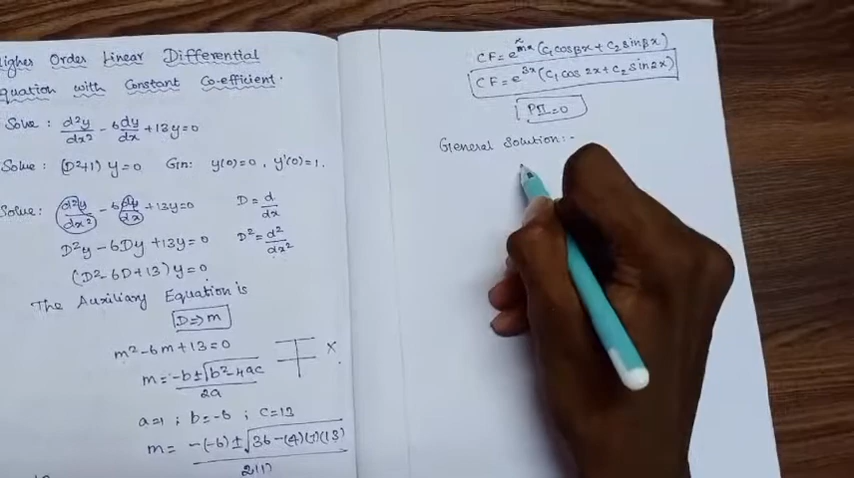 Higher Order Linear Differential
Equation with Constant Co-efficient.
Solve : d²y/dx² - 6 dy/dx + 13y = 0
Solve : (D²+1) y = 0 Gn: y(0) = 0 , y'(0) = 1.
Solve: d²y/dx² - 6 dy/dx + 13y = 0 D = d/dx
D²y - 6Dy + 13y = 0 D² = d²/dx²
(D² - 6D + 13) y = 0
The Auxiliary Equation is
D ⇒ m
m² - 6m + 13 = 0
m = -b ± √(b² - 4ac) / 2a X
a = 1 ; b = -6 ; c = 13
m = -(-6) ± √(36 - (4)(1)(13)) / 2(1)
(C₁ cos βx + C₂ sin βx)
CF = e^3x (C₁ cos 2x + C₂ sin 2x)
PI = 0
General Solution:-